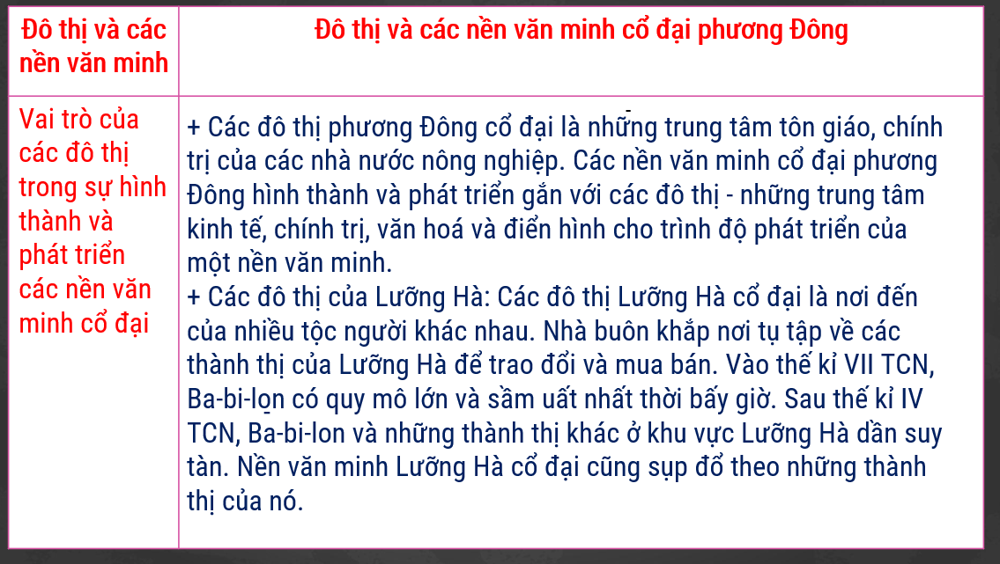 Đô thị và các
nền văn minh
Đô thị và các nền văn minh cổ đại phương Đông
Vai trò của
các đô thị
trong sự hình
thành và
phát triển
các nền văn
minh cổ đại
+ Các đô thị phương Đông cổ đại là những trung tâm tôn giáo, chính
trị của các nhà nước nông nghiệp. Các nền văn minh cổ đại phương
Đông hình thành và phát triển gắn với các đô thị - những trung tâm
kinh tế, chính trị, văn hoá và điển hình cho trình độ phát triển của
một nền văn minh.
+ Các đô thị của Lưỡng Hà: Các đô thị Lưỡng Hà cổ đại là nơi đến
của nhiều tộc người khác nhau. Nhà buôn khắp nơi tụ tập về các
thành thị của Lưỡng Hà để trao đổi và mua bán. Vào thế kỉ VII TCN,
Ba-bi-lon có quy mô lớn và sầm uất nhất thời bấy giờ. Sau thế kỉ IV
TCN, Ba-bi-lon và những thành thị khác ở khu vực Lưỡng Hà dần suy
tàn. Nền văn minh Lưỡng Hà cổ đại cũng sụp đổ theo những thành
thị của nó.